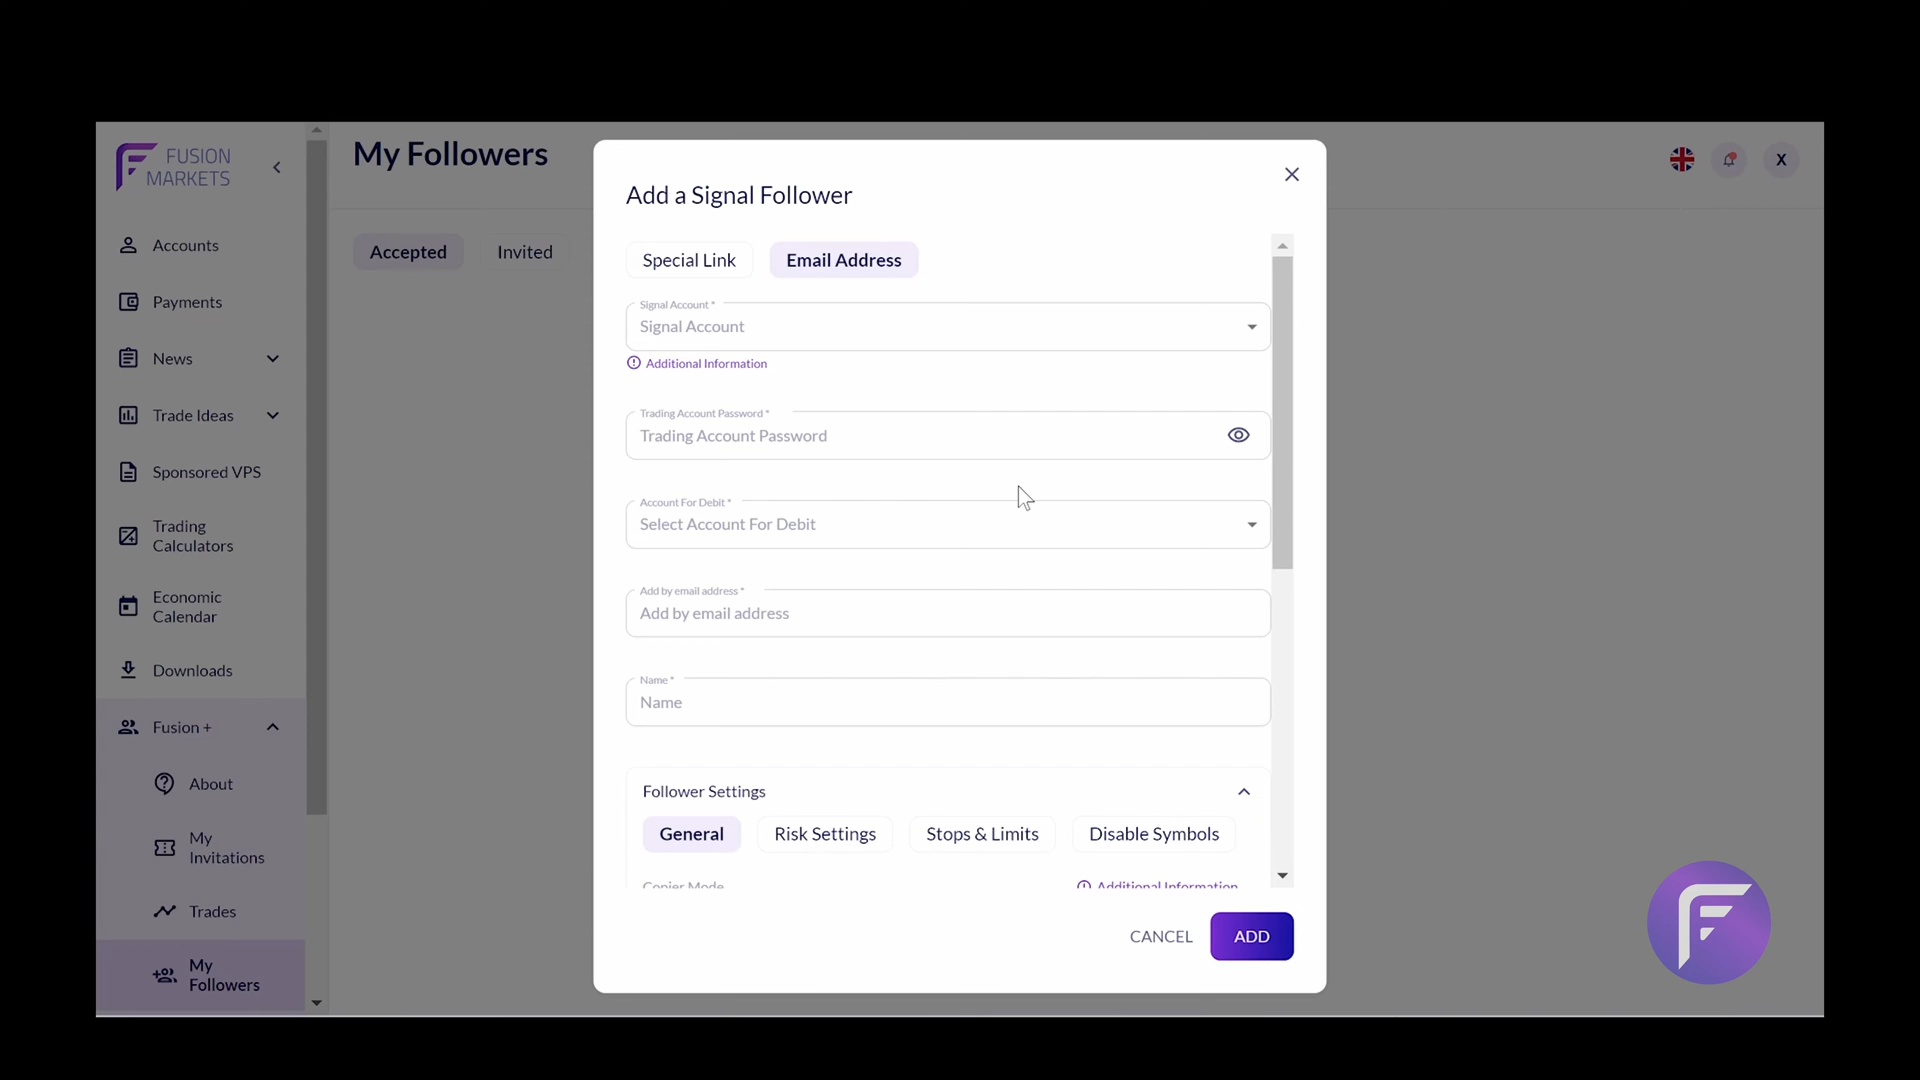 FUSION
MARKETS
Accounts
Payments
News
Trade Ideas
Sponsored VPS
Trading
Calculators
Economic
Calendar
Downloads
Fusion +
About
My
Invitations
Trades
My
Followers
My Followers
X
Accepted
Invited
Add a Signal Follower
Special Link
Email Address
Signal Account *
Signal Account
Additional Information
Trading Account Password *
Trading Account Password
Account For Debit *
Select Account For Debit
Add by email address *
Add by email address
Name *
Name
Follower Settings
General
Risk Settings
Stops & Limits
Disable Symbols
Copier Mode
Additional Information
CANCEL
ADD